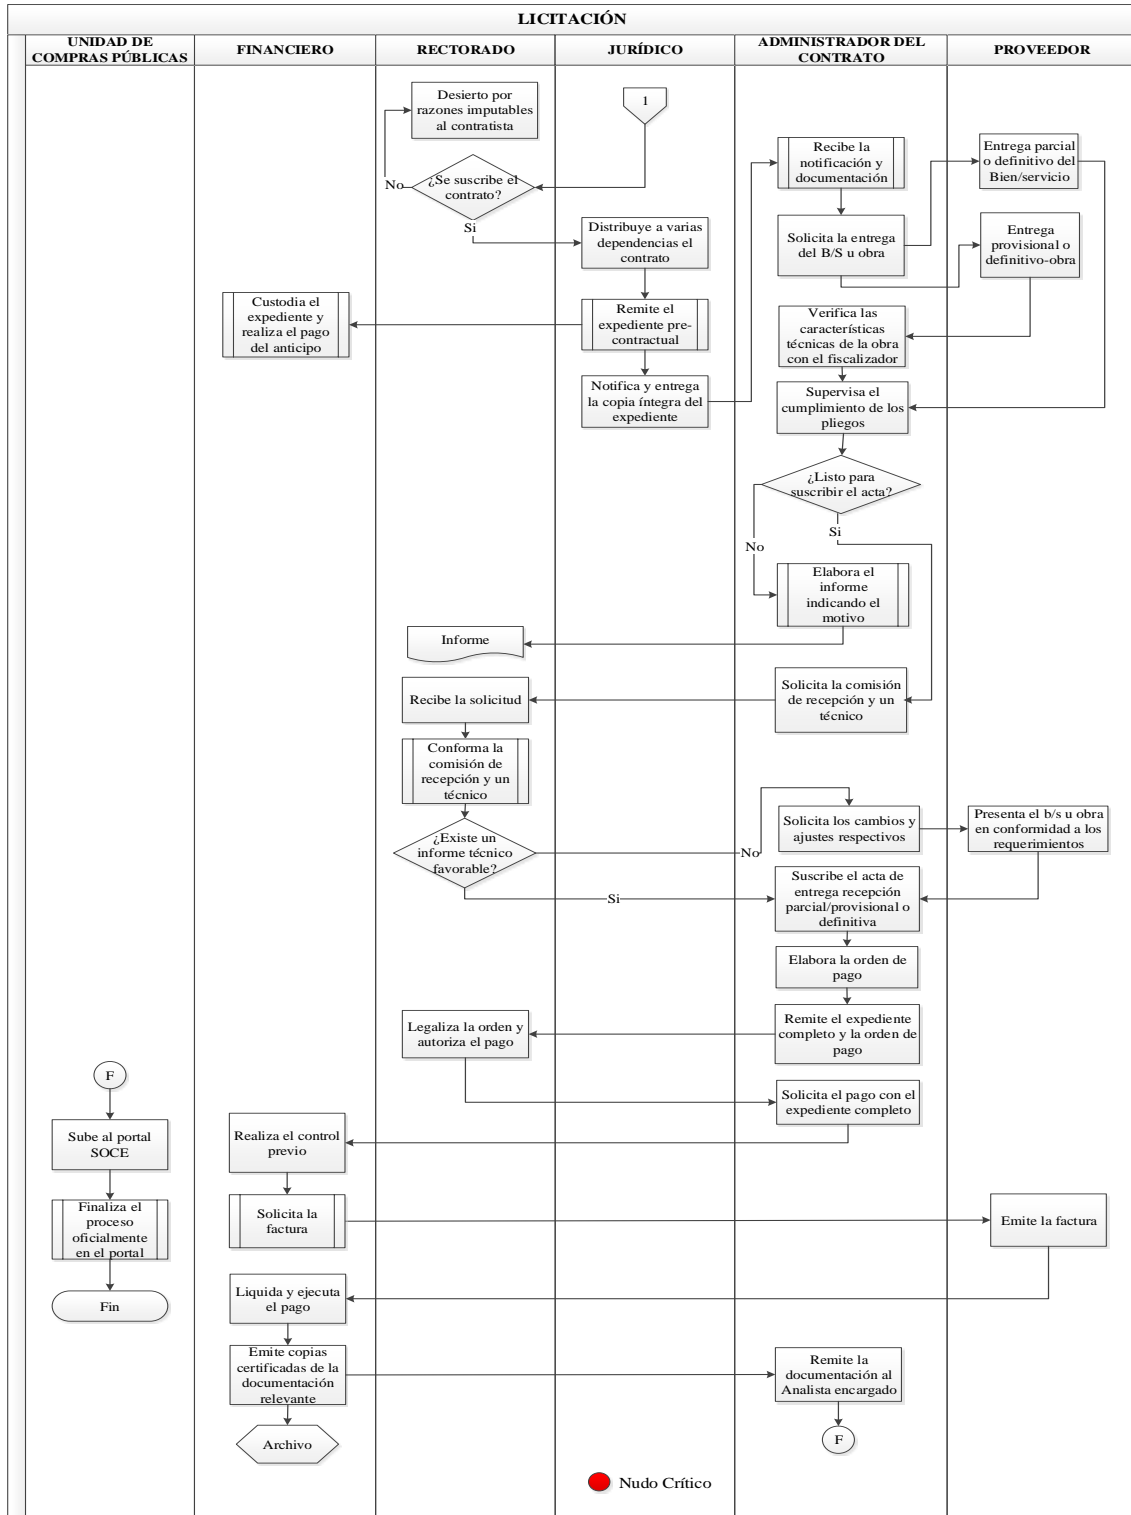 LICITACIÓN
UNIDAD DE
COMPRAS PÚBLICAS
FINANCIERO
RECTORADO
JURÍDICO
ADMINISTRADOR DEL
CONTRATO
PROVEEDOR
Desierto por
razones imputables
al contratista
1
Recibe la
notificación y
documentación
Entrega parcial
o definitivo del
Bien/servicio
No
¿Se suscribe el
contrato?
Si
Distribuye a varias
dependencias el
contrato
Solicita la entrega
del B/S u obra
Entrega
provisional o
definitivo-obra
Custodia el
expediente y
realiza el pago
del anticipo
Remite el
expediente pre-
contractual
Verifica las
características
técnicas de la obra
con el fiscalizador
Notifica y entrega
la copia íntegra del
expediente
Supervisa el
cumplimiento de los
pliegos
¿Listo para
suscribir el acta?
Si
No
Elabora el
informe
indicando el
motivo
Informe
Recibe la solicitud
Solicita la comisión
de recepción y un
técnico
Conforma la
comisión de
recepción y un
técnico
¿Existe un
informe técnico
favorable?
No
Solicita los cambios y
ajustes respectivos
Presenta el b/s u obra
en conformidad a los
requerimientos
Si
Suscribe el acta de
entrega recepción
parcial/provisional o
definitiva
Elabora la orden de
pago
Legaliza la orden y
autoriza el pago
Remite el expediente
completo y la orden de
pago
F
Solicita el pago con el
expediente completo
Sube al portal
SOCE
Realiza el control
previo
Finaliza el
proceso
oficialmente
en el portal
Solicita la
factura
Emite la factura
Fin
Liquida y ejecuta
el pago
Emite copias
certificadas de la
documentación
relevante
Remite la
documentación al
Analista encargado
Archivo
F
Nudo Crítico